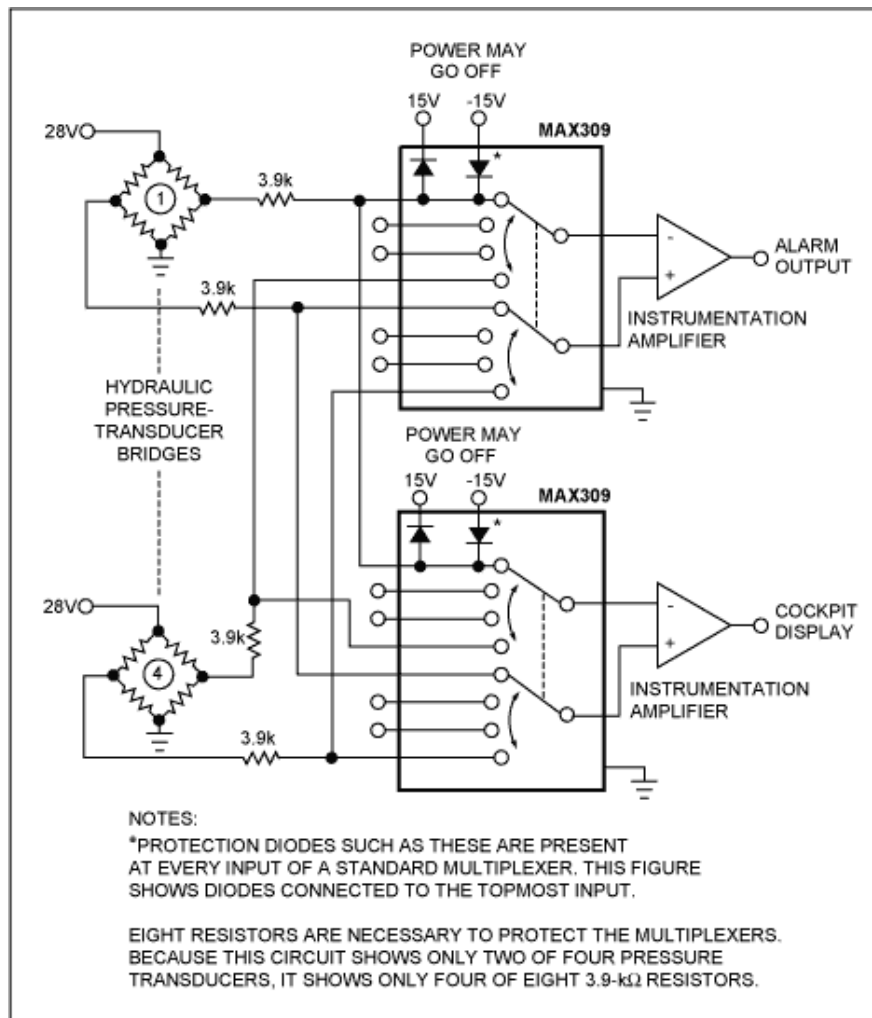 POWER MAY
GO OFF
15V -15V
MAX309
28V
*
3.9k
1
ALARM
OUTPUT
-
+
3.9k
INSTRUMENTATION
AMPLIFIER
HYDRAULIC
PRESSURE-
TRANSDUCER
BRIDGES
POWER MAY
GO OFF
15V -15V
MAX309
*
28V
3.9k
4
COCKPIT
DISPLAY
-
+
INSTRUMENTATION
AMPLIFIER
3.9k
NOTES:
*PROTECTION DIODES SUCH AS THESE ARE PRESENT
AT EVERY INPUT OF A STANDARD MULTIPLEXER. THIS FIGURE
SHOWS DIODES CONNECTED TO THE TOPMOST INPUT.
EIGHT RESISTORS ARE NECESSARY TO PROTECT THE MULTIPLEXERS.
BECAUSE THIS CIRCUIT SHOWS ONLY TWO OF FOUR PRESSURE
TRANSDUCERS, IT SHOWS ONLY FOUR OF EIGHT 3.9-kΩ RESISTORS.